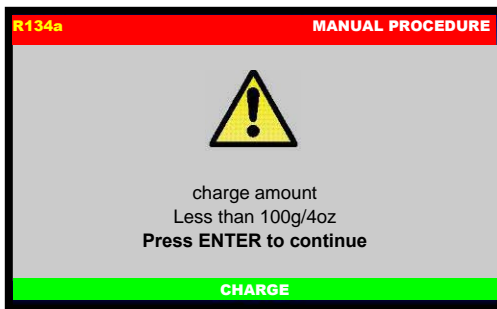 R134a MANUAL PROCEDURE
charge amount
Less than 100g/4oz
Press ENTER to continue
CHARGE